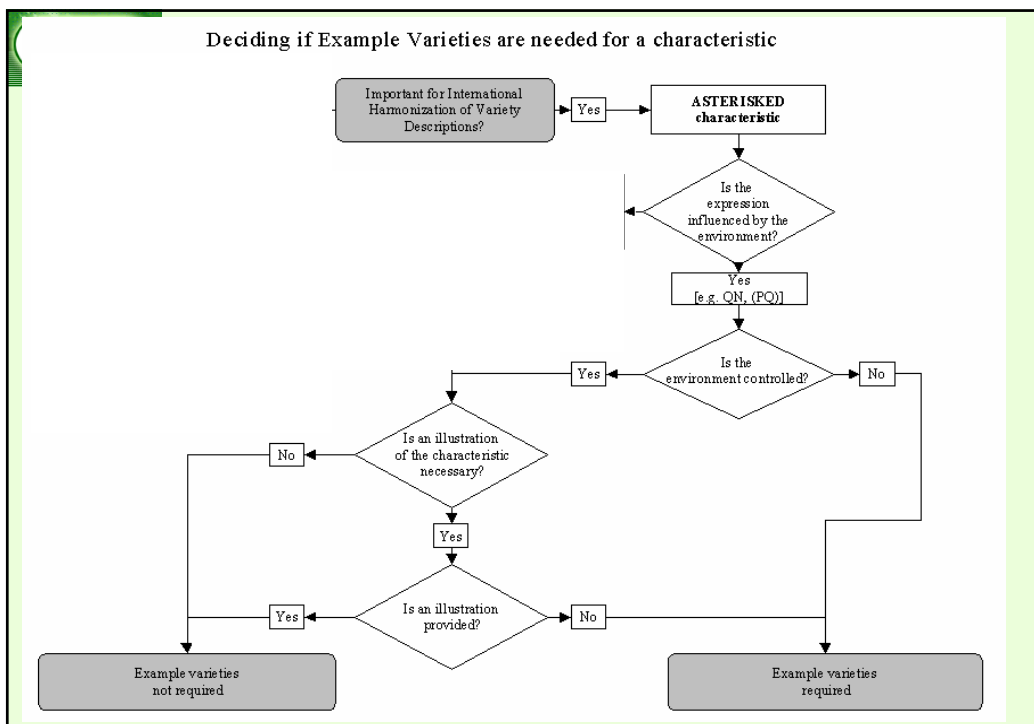 Deciding if Example Varieties are needed for a characteristic
Important for International
Harmonization of Variety
Descriptions?
Yes
ASTERISKED
characteristic
Is the
expression
influenced by the
environment?
Yes
[e.g. QN, (PQ)]
Is the
environment controlled?
Yes
No
Is an illustration
of the characteristic
necessary?
No
Yes
Is an illustration
provided?
Yes
No
Example varieties
not required
Example varieties
required